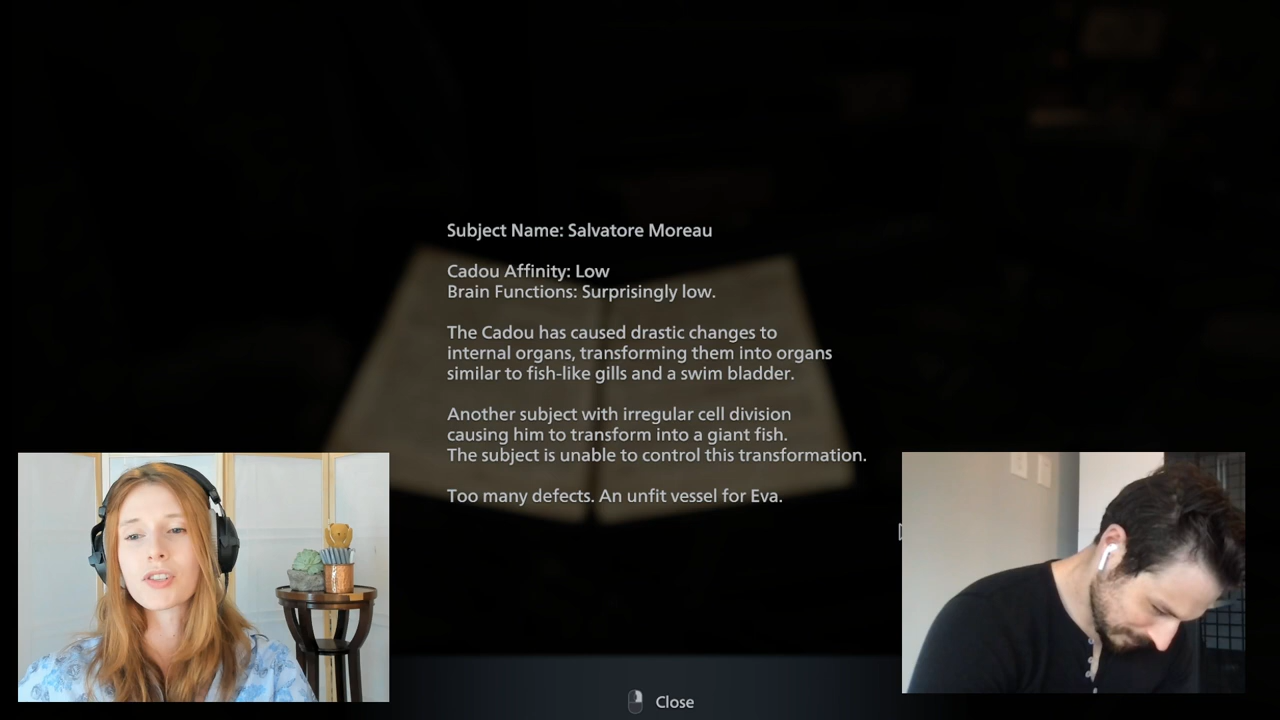 Subject Name: Salvatore Moreau
Cadou Affinity: Low
Brain Functions: Surprisingly low.
The Cadou has caused drastic changes to
internal organs, transforming them into organs
similar to fish-like gills and a swim bladder.
Another subject with irregular cell division
causing him to transform into a giant fish.
The subject is unable to control this transformation.
Too many defects. An unfit vessel for Eva.
Close